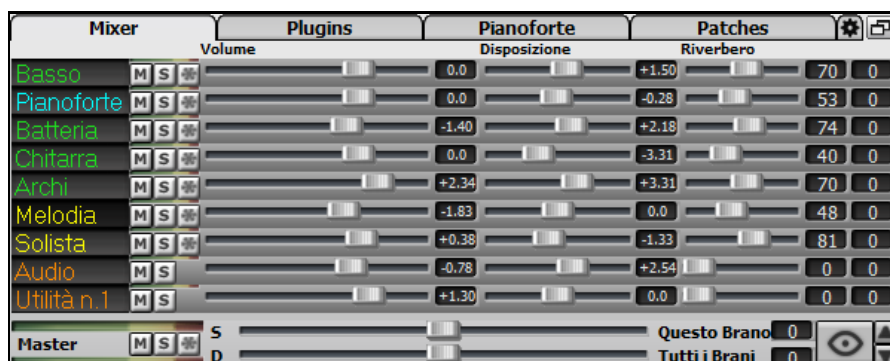 Mixer Plugins Pianoforte Patches
Volume Disposizione Riverbero
Basso M S 0.0 +1.50 70 0
Pianoforte M S 0.0 -0.28 53 0
Batteria M S -1.40 +2.18 74 0
Chitarra M S 0.0 -3.31 40 0
Archi M S +2.34 +3.31 70 0
Melodia M S -1.83 0.0 48 0
Solista M S +0.38 -1.33 81 0
Audio M S -0.78 +2.54 0 0
Utilità n.1 M S +1.30 0.0 0 0
S Questo Brano 0
Master M S
D Tutti i Brani 0